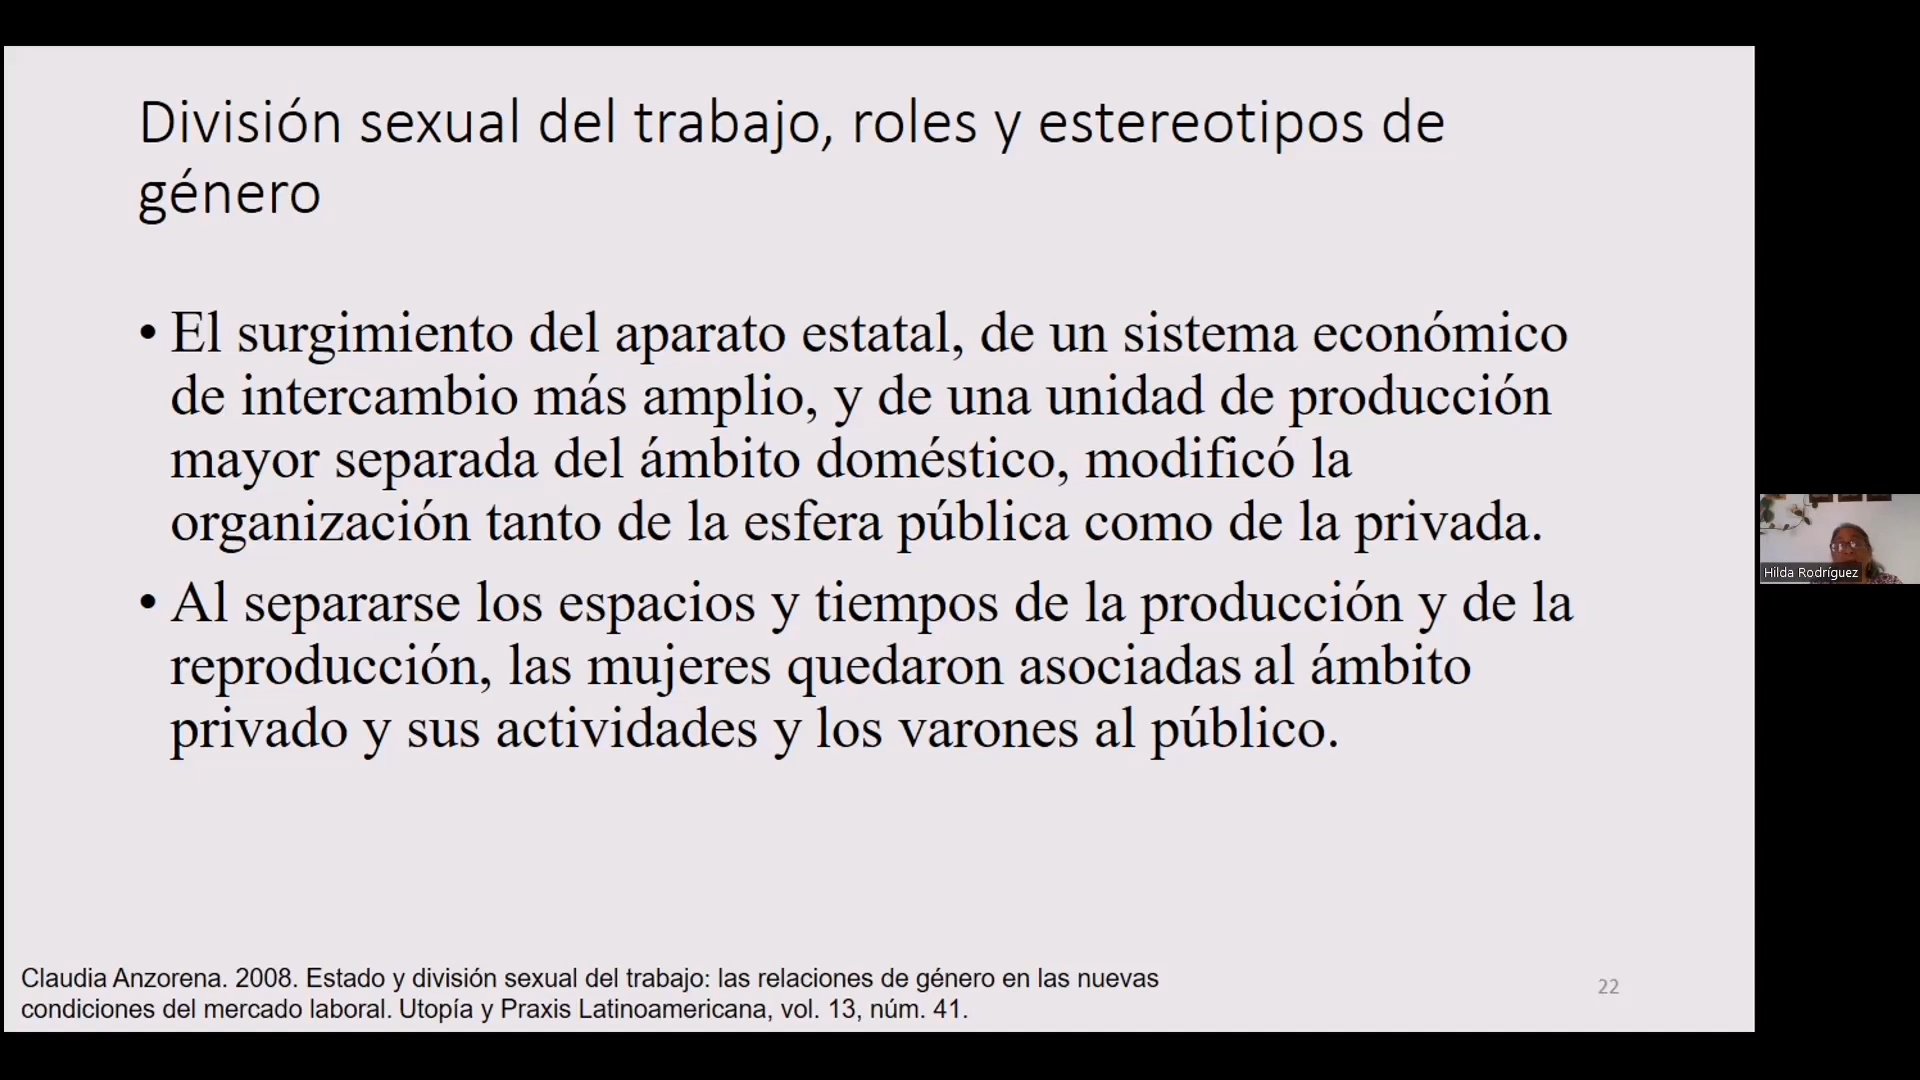 División sexual del trabajo, roles y estereotipos de
género
• El surgimiento del aparato estatal, de un sistema económico
de intercambio más amplio, y de una unidad de producción
mayor separada del ámbito doméstico, modificó la
organización tanto de la esfera pública como de la privada.
• Al separarse los espacios y tiempos de la producción y de la
reproducción, las mujeres quedaron asociadas al ámbito
privado y sus actividades y los varones al público.
Claudia Anzorena. 2008. Estado y división sexual del trabajo: las relaciones de género en las nuevas
condiciones del mercado laboral. Utopía y Praxis Latinoamericana, vol. 13, núm. 41.
22
Hilda Rodríguez